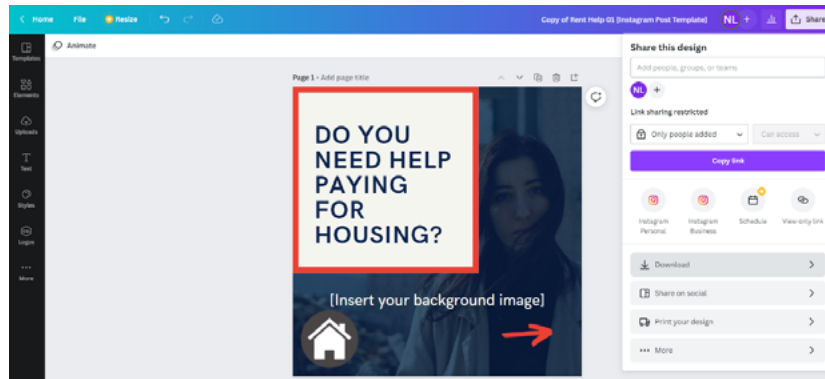 Home File Resize
Copy of Rent Help 01 [Instagram Post Template]
NL
+
Share
Templates
Elements
Uploads
Text
Styles
Logos
More
Animate
Page 1 - Add page title
DO YOU
NEED HELP
PAYING
FOR
HOUSING?
[Insert your background image]
Share this design
Add people, groups, or teams
NL
+
Link sharing restricted
Only people added
Can access
Copy link
Instagram Personal
Instagram Business
Schedule
View-only link
Download
Share on social
Print your design
More